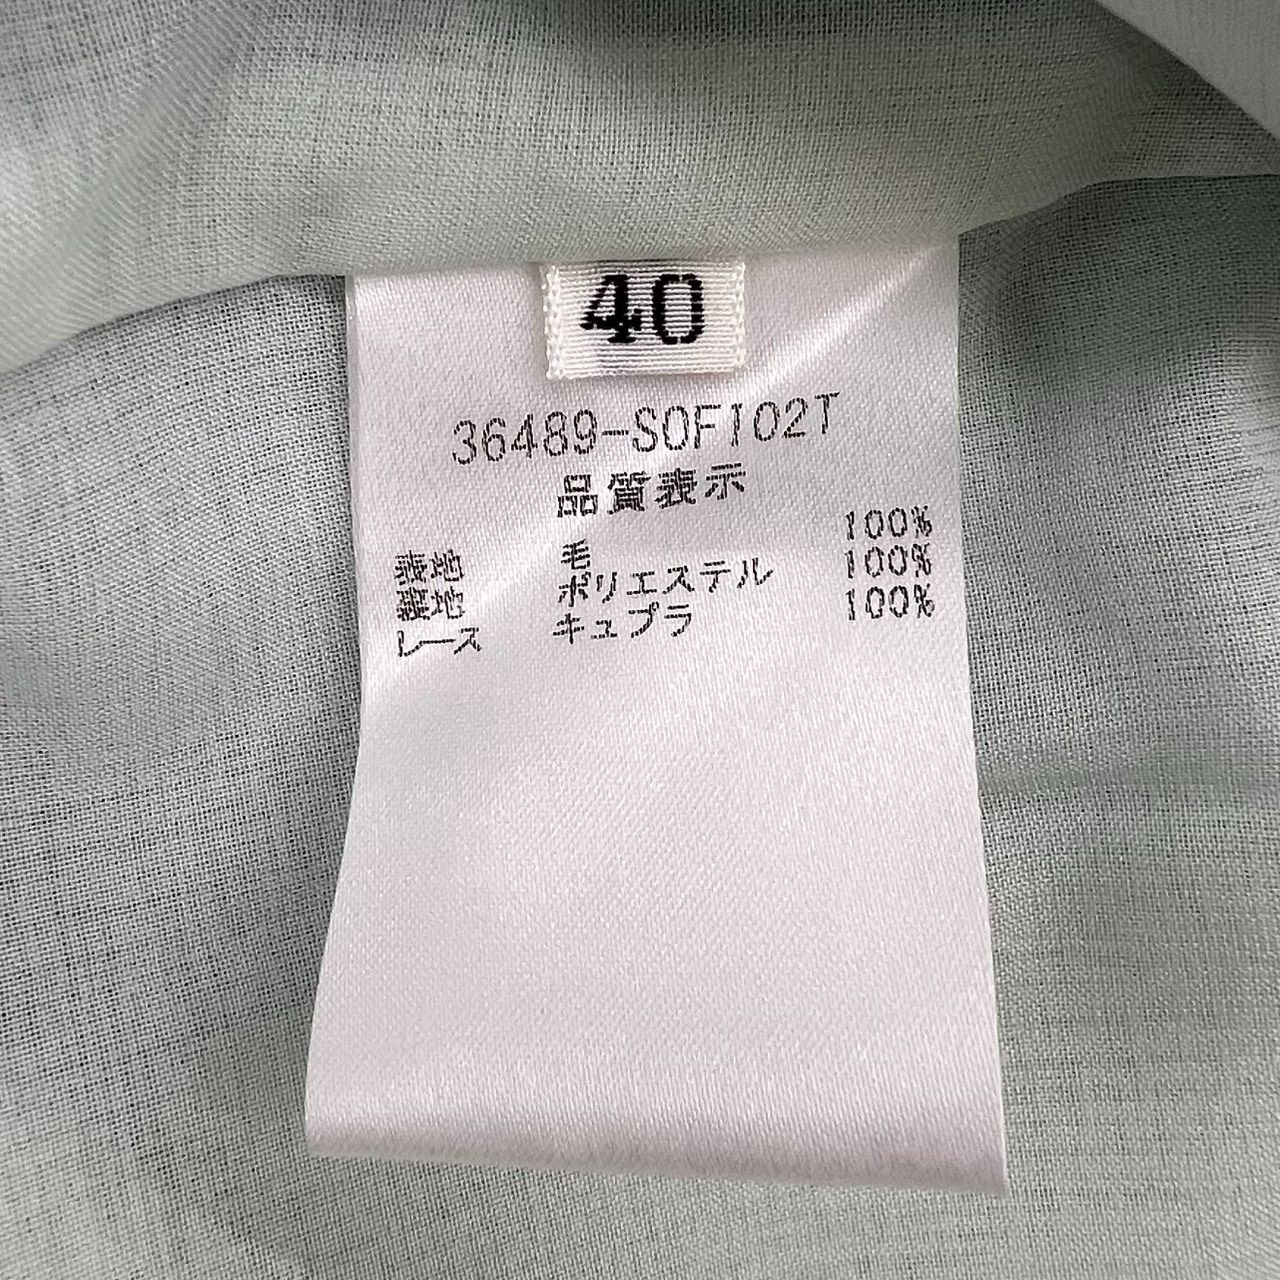 40
36489-SOFI02T
品質表示
表地 毛 100%
裏地 ポリエステル 100%
レース キュプラ 100%